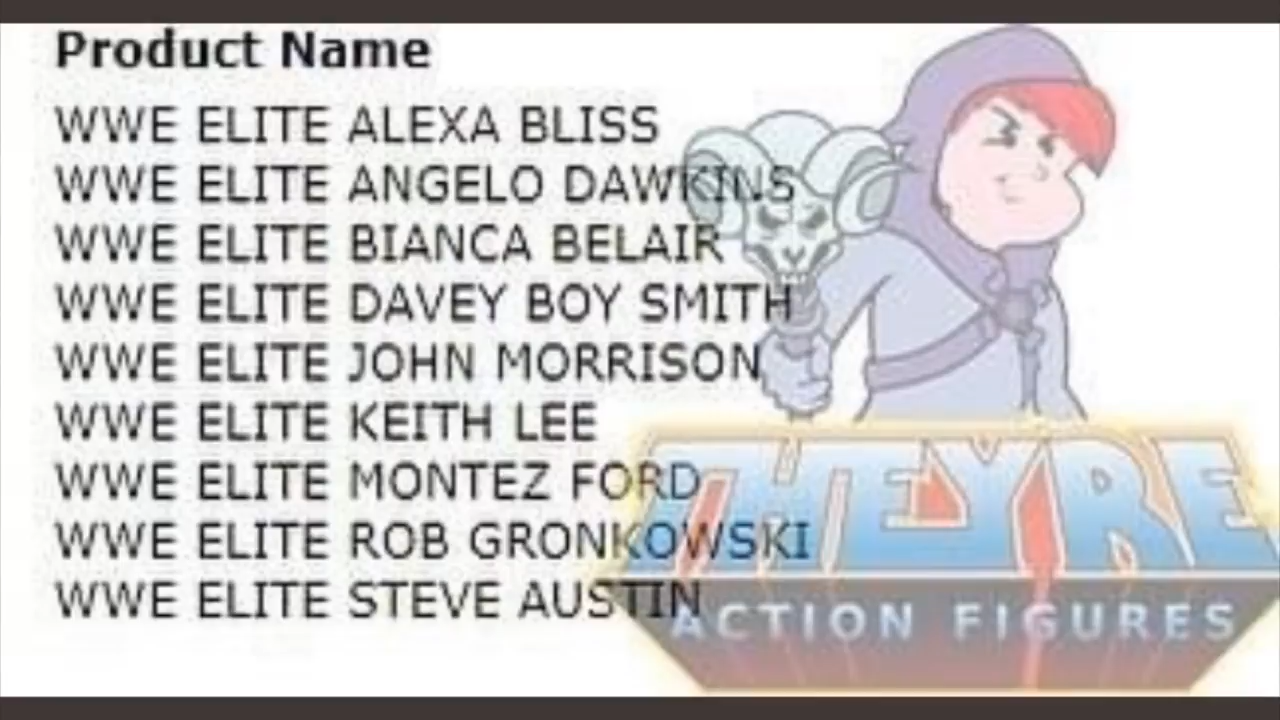 Product Name
WWE ELITE ALEXA BLISS
WWE ELITE ANGELO DAWKINS
WWE ELITE BIANCA BELAIR
WWE ELITE DAVEY BOY SMITH
WWE ELITE JOHN MORRISON
WWE ELITE KEITH LEE
WWE ELITE MONTEZ FORD
WWE ELITE ROB GRONKOWSKI
WWE ELITE STEVE AUSTIN
THEYRE
ACTION FIGURES